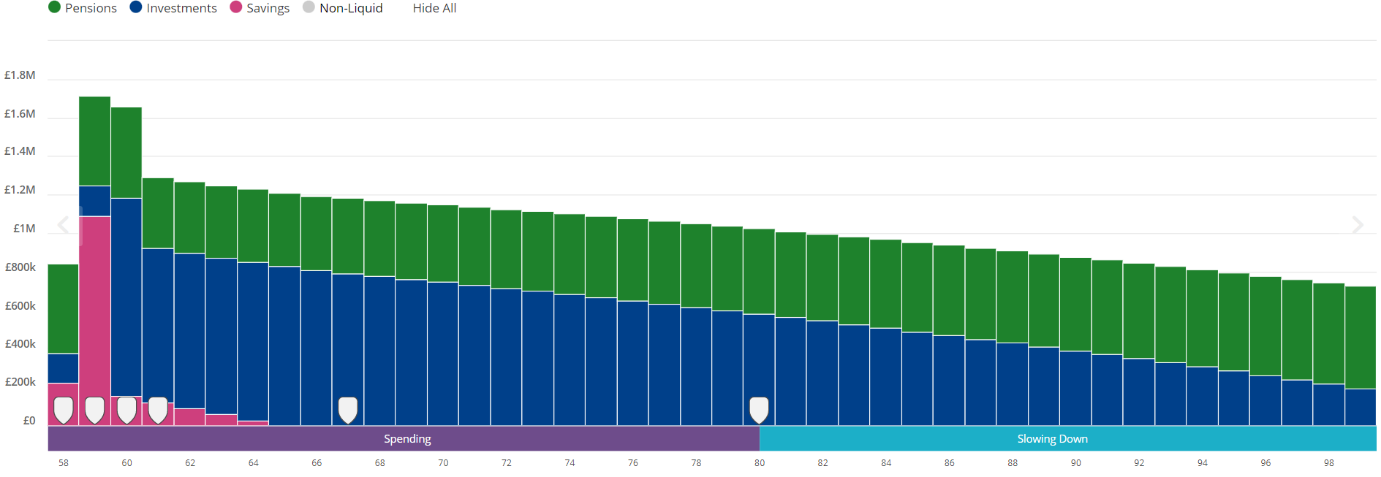 Pensions Investments Savings Non-Liquid Hide All
£1.8M
£1.6M
£1.4M
£1.2M
£1M
£800k
£600k
£400k
£200k
£0
Spending Slowing Down
58 60 62 64 66 68 70 72 74 76 78 80 82 84 86 88 90 92 94 96 98